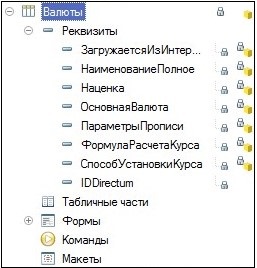 Валюты
Реквизиты
ЗагружаетсяИзИнтер...
НаименованиеПолное
Наценка
ОсновнаяВалюта
ПараметрыПрописи
ФормулаРасчетаКурса
СпособУстановкиКурса
IDDirectum
Табличные части
Формы
Команды
Макеты